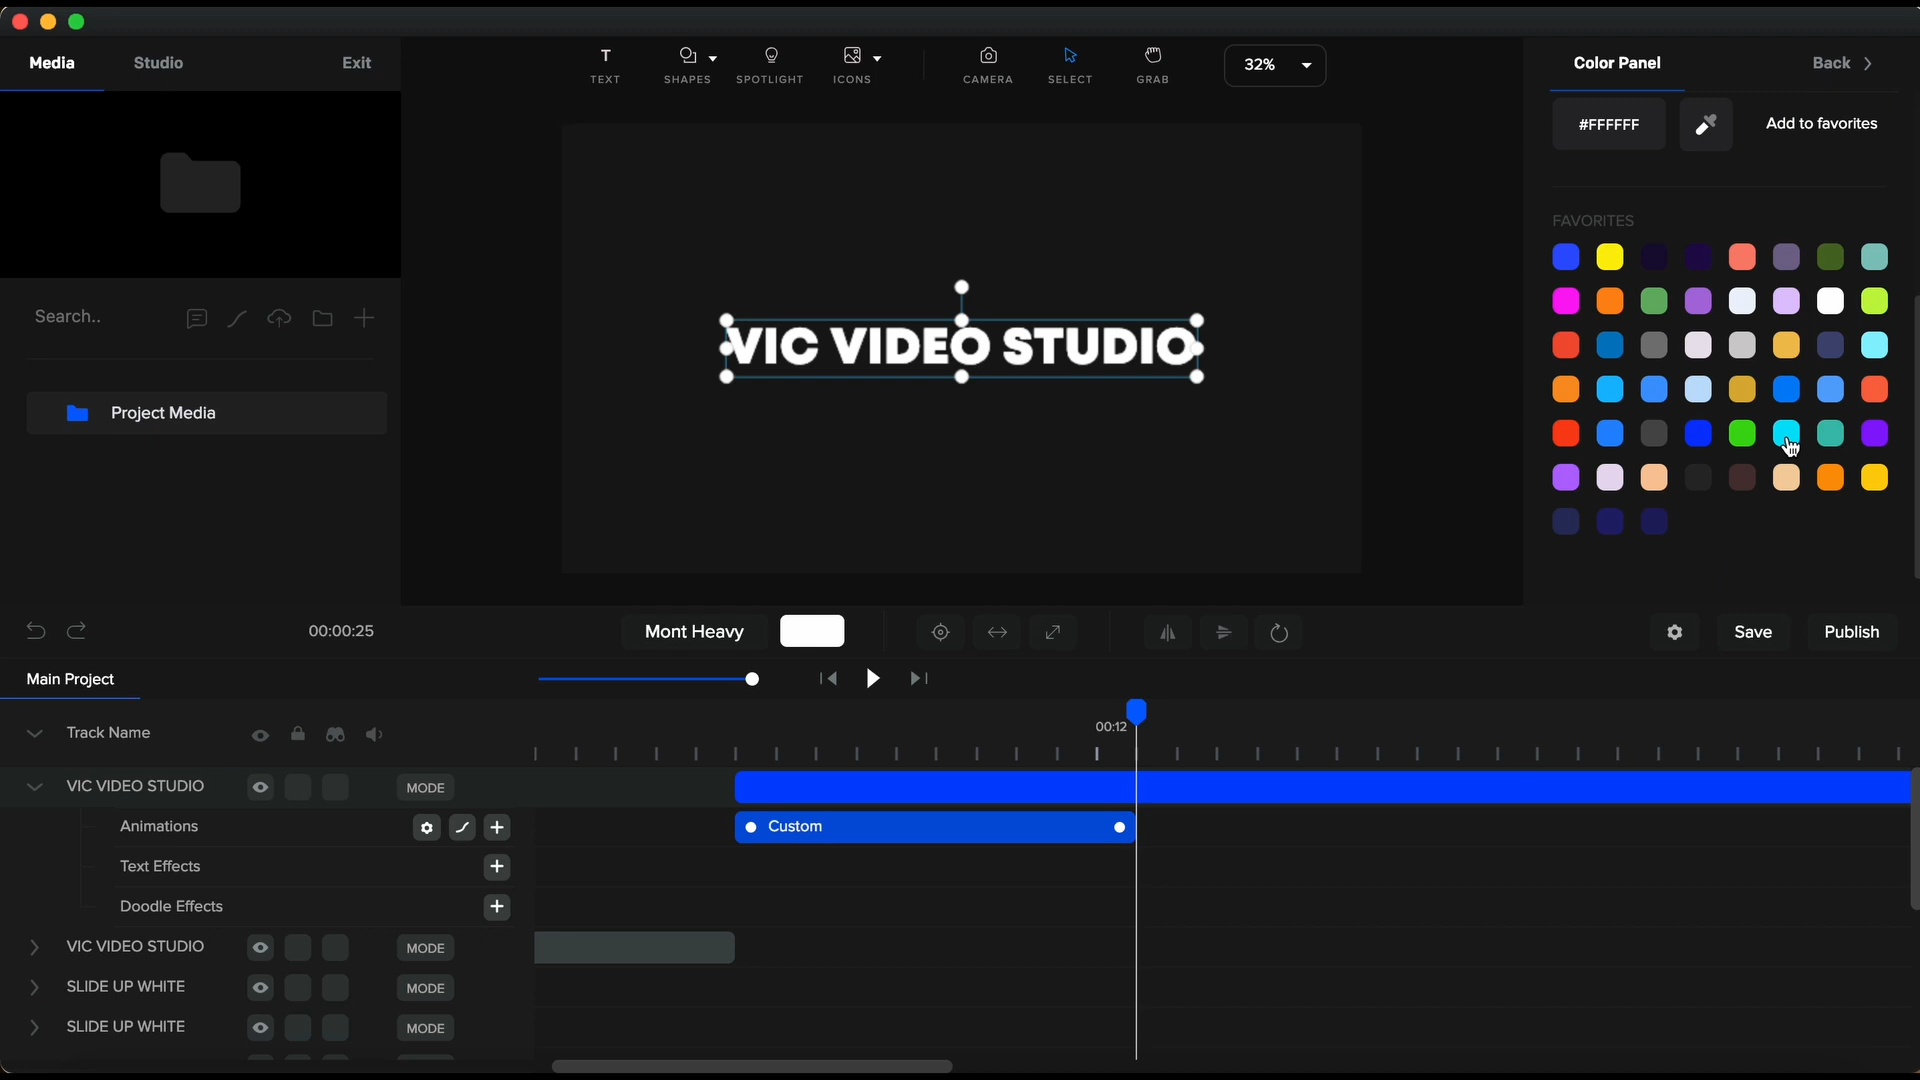 Media
Studio
Exit
T
TEXT
SHAPES
SPOTLIGHT
ICONS
CAMERA
SELECT
GRAB
32%
Color Panel
Back
#FFFFFF
Add to favorites
FAVORITES
Search..
Project Media
VIC VIDEO STUDIO
00:00:25
Mont Heavy
Save
Publish
Main Project
Track Name
00:12
VIC VIDEO STUDIO
MODE
Animations
Custom
Text Effects
Doodle Effects
VIC VIDEO STUDIO
MODE
SLIDE UP WHITE
MODE
SLIDE UP WHITE
MODE